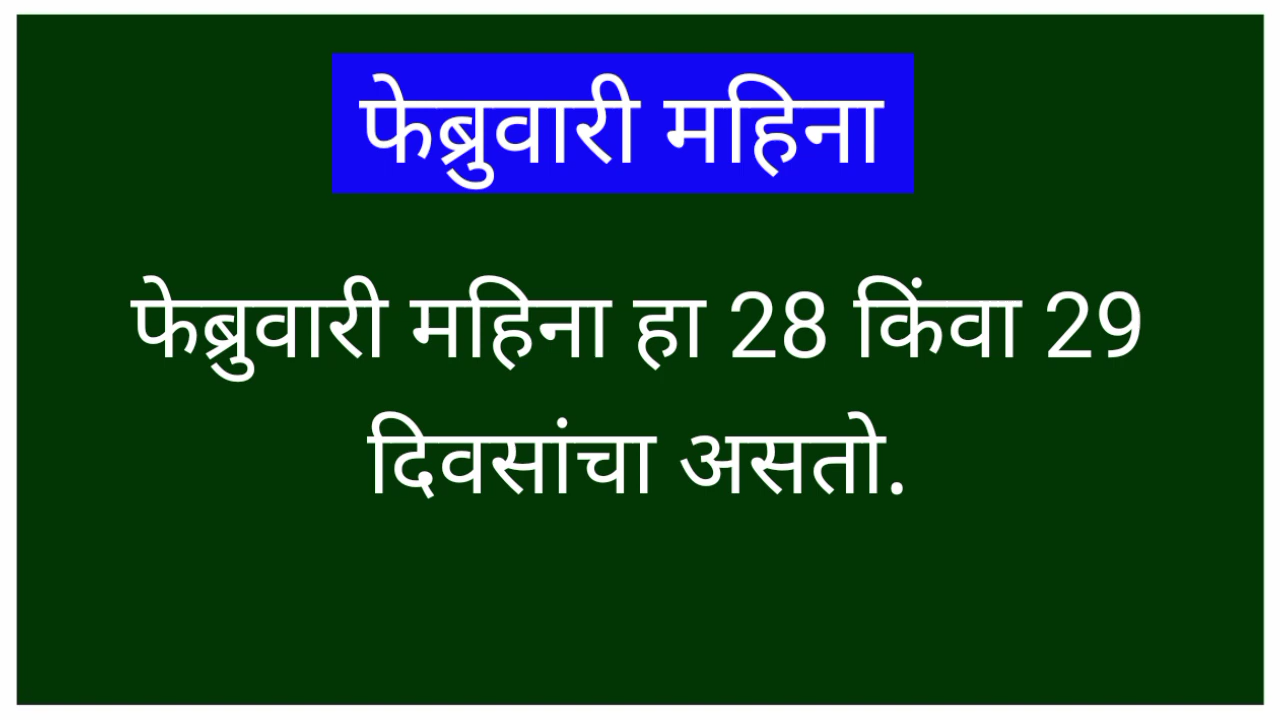 फेब्रुवारी महिना
फेब्रुवारी महिना हा 28 किंवा 29
दिवसांचा असतो.